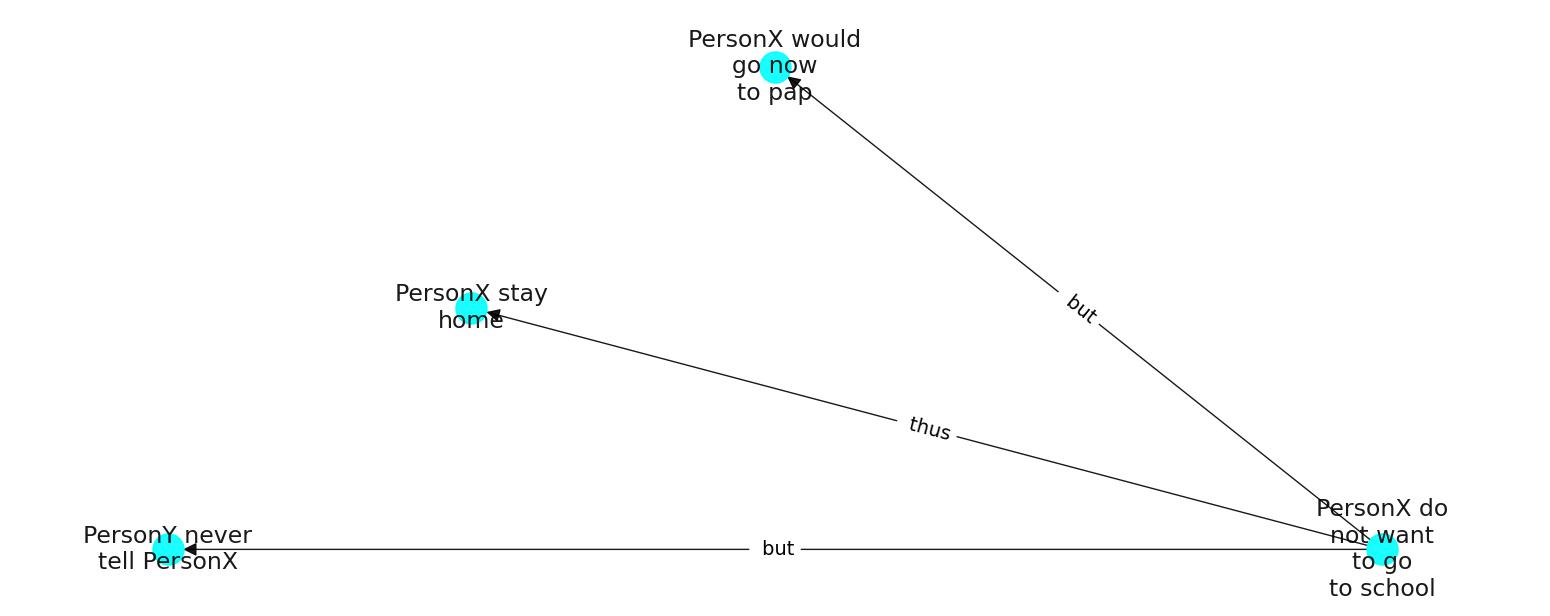 PersonX would
go now
to pap
PersonX stay
home
but
thus
PersonX do
not want
to go
to school
PersonY never
tell PersonX
but